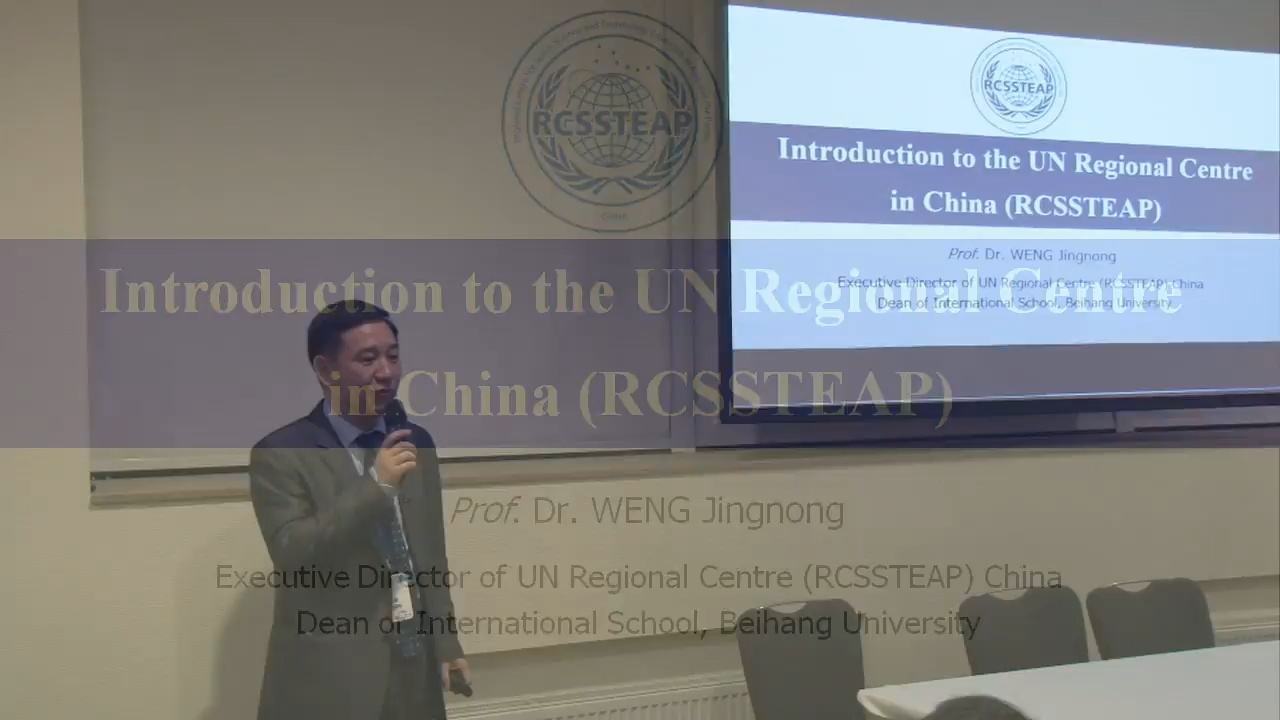 RCSSTEAP
Introduction to the UN Regional Centre
in China (RCSSTEAP)
Prof. Dr. WENG Jingnong
Executive Director of UN Regional Centre (RCSSTEAP) China
Dean of International School, Beihang University
RCSSTEAP
Introduction to the UN Regional Centre
in China (RCSSTEAP)
Prof. Dr. WENG Jingnong
Executive Director of UN Regional Centre (RCSSTEAP) China
Dean of International School, Beihang University